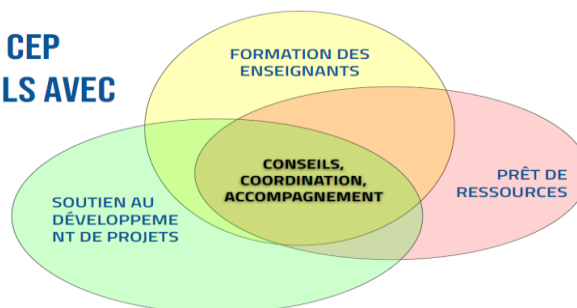 CEP
LS AVEC
FORMATION DES
ENSEIGNANTS
CONSEILS,
COORDINATION,
ACCOMPAGNEMENT
PRÊT DE
RESSOURCES
SOUTIEN AU
DÉVELOPPEME
NT DE PROJETS